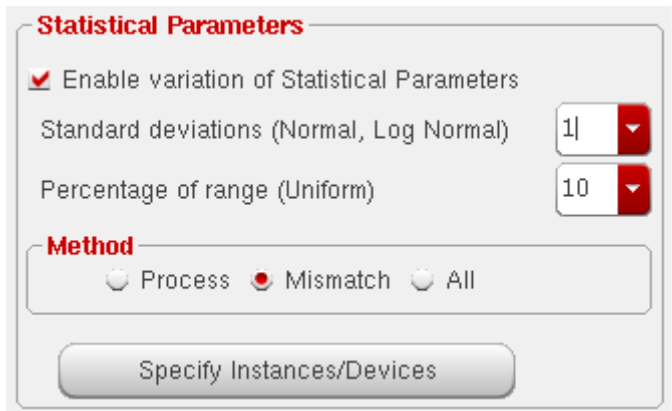 Statistical Parameters
Enable variation of Statistical Parameters
Standard deviations (Normal, Log Normal) 1
Percentage of range (Uniform) 10
Method
Process Mismatch All
Specify Instances/Devices